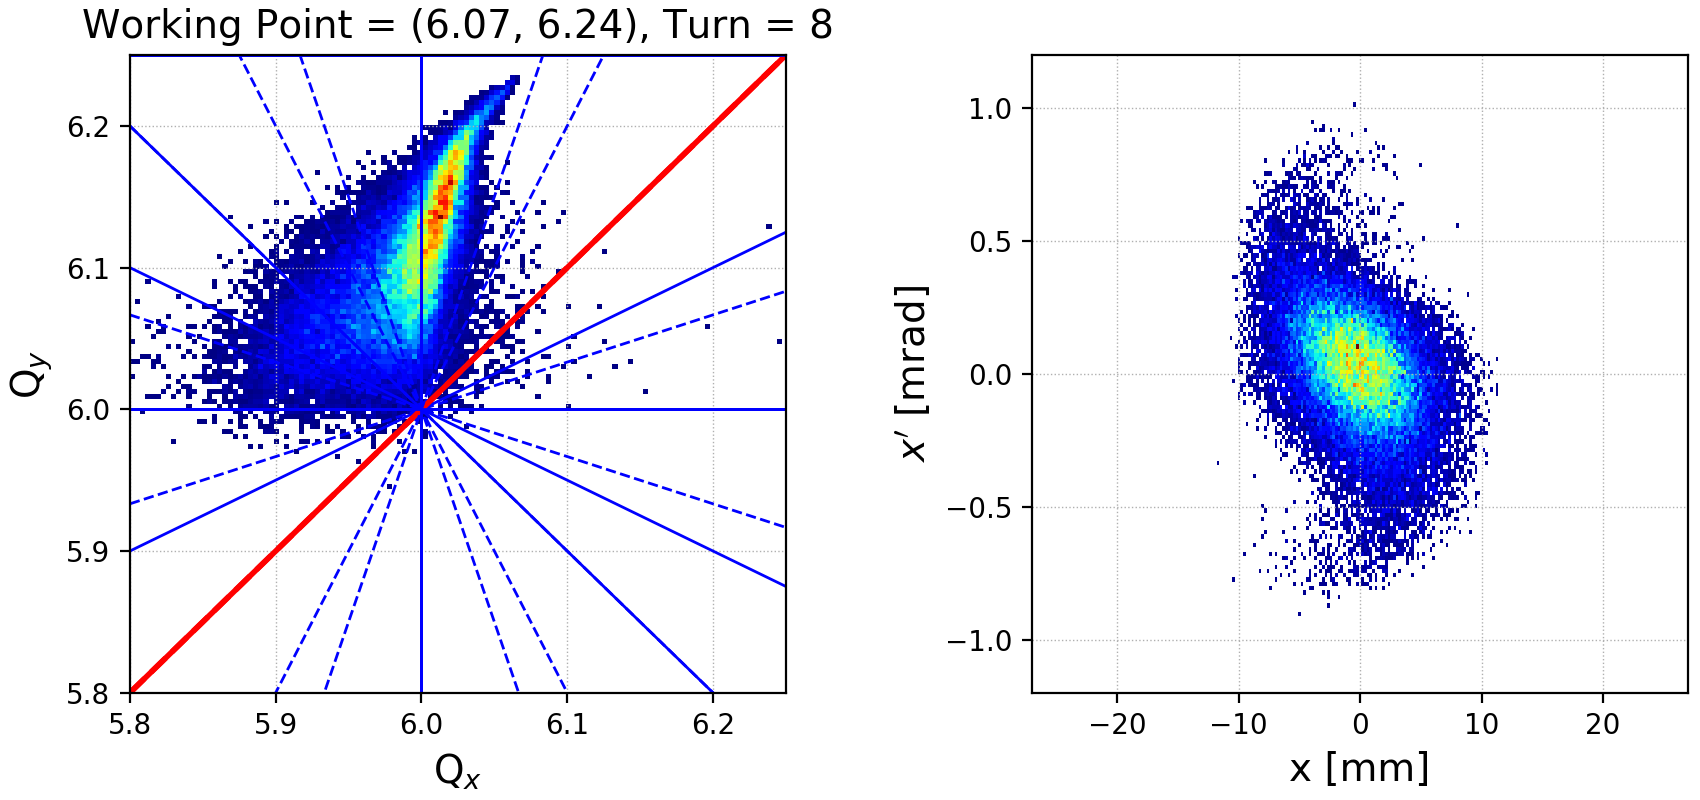 Working Point = (6.07, 6.24), Turn = 8
6.2
6.1
6.0
5.9
5.8
Q_y
5.8 5.9 6.0 6.1 6.2
Q_x
1.0
0.5
0.0
−0.5
−1.0
x′ [mrad]
−20 −10 0 10 20
x [mm]